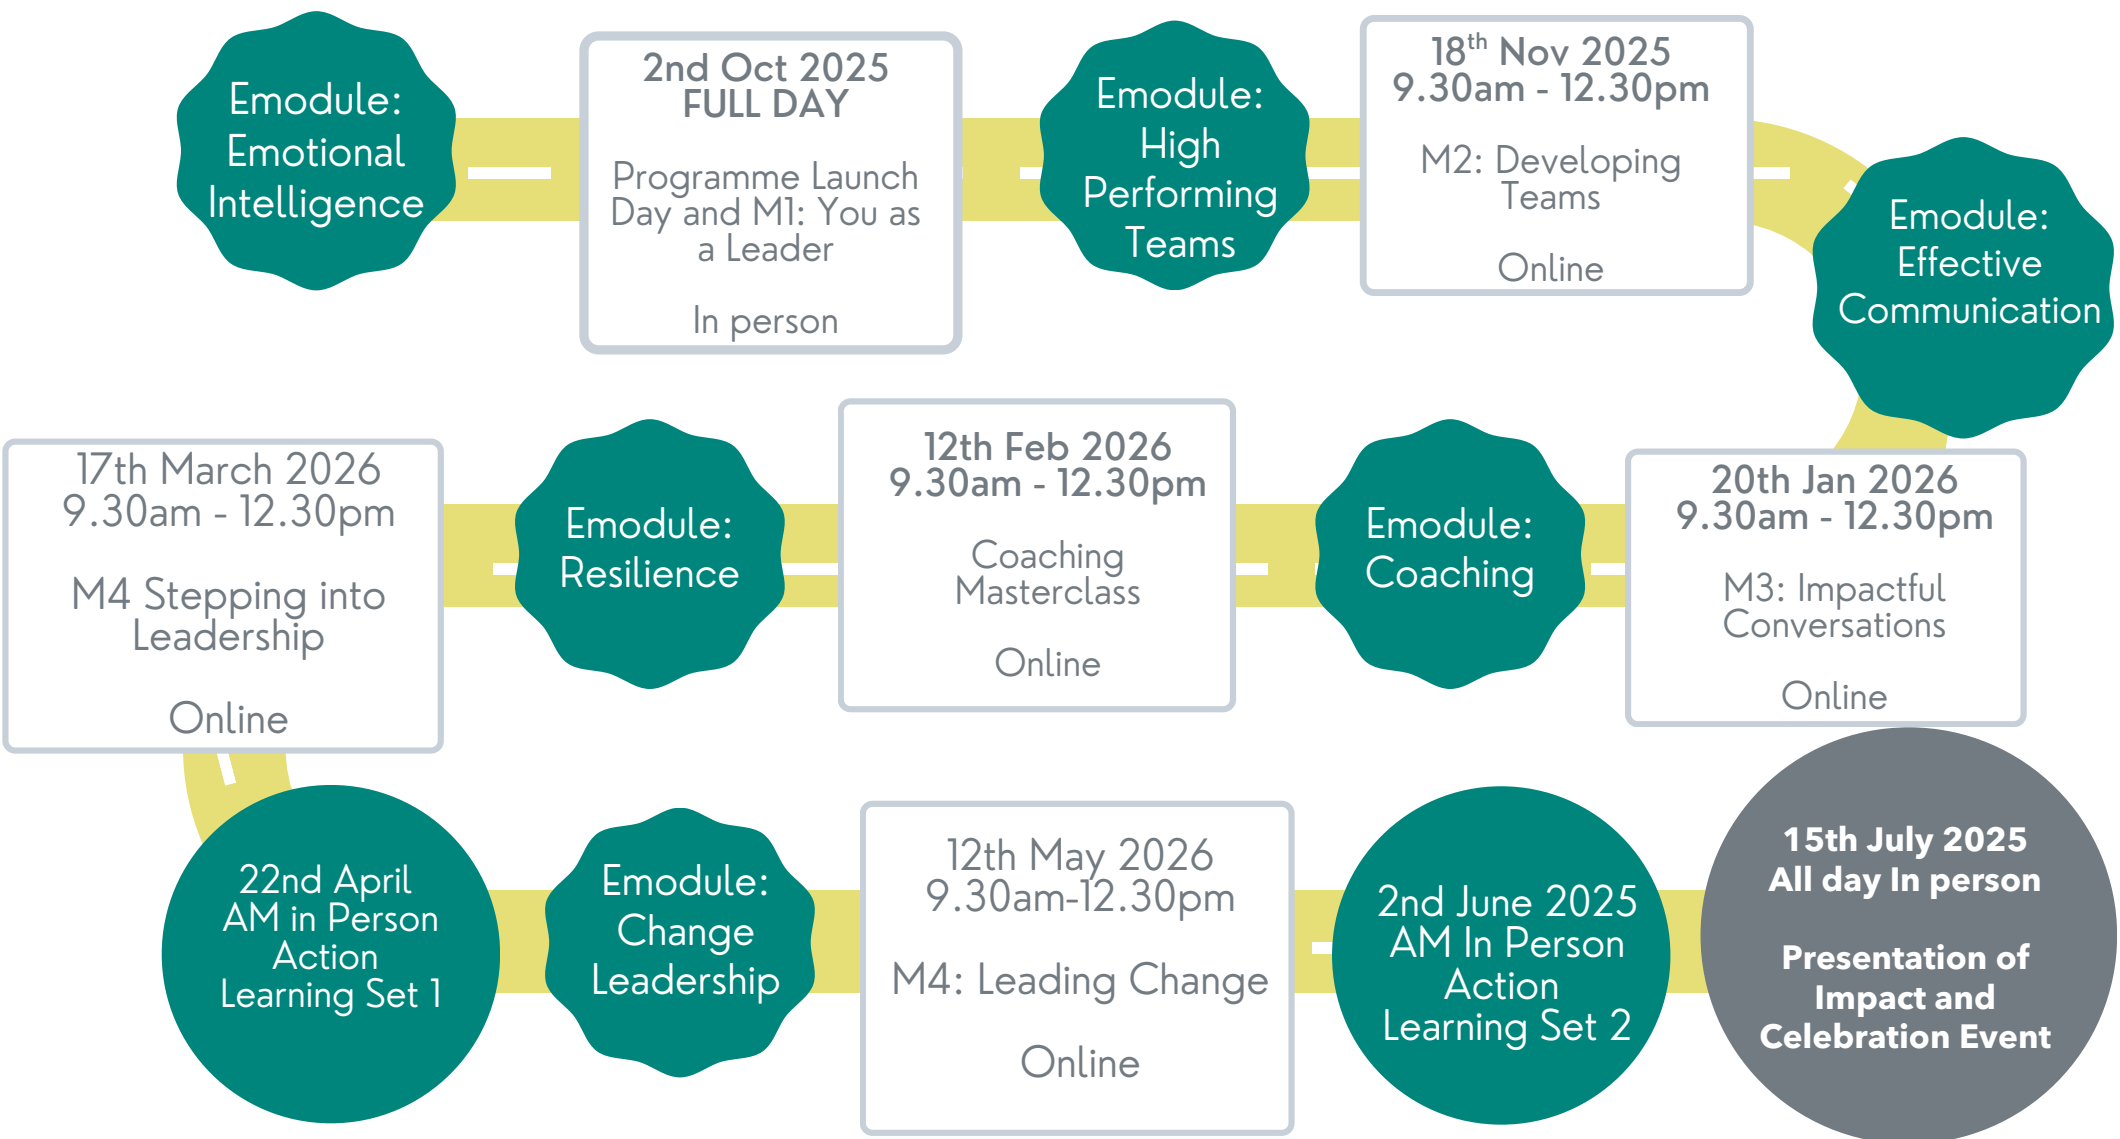 Emodule:
Emotional
Intelligence
2nd Oct 2025
FULL DAY
Programme Launch
Day and M1: You as
a Leader
In person
Emodule:
High
Performing
Teams
18th Nov 2025
9.30am - 12.30pm
M2: Developing
Teams
Online
Emodule:
Effective
Communication
20th Jan 2026
9.30am - 12.30pm
M3: Impactful
Conversations
Online
Emodule:
Coaching
12th Feb 2026
9.30am - 12.30pm
Coaching
Masterclass
Online
Emodule:
Resilience
17th March 2026
9.30am - 12.30pm
M4 Stepping into
Leadership
Online
22nd April
AM in Person
Action
Learning Set 1
Emodule:
Change
Leadership
12th May 2026
9.30am-12.30pm
M4: Leading Change
Online
2nd June 2025
AM In Person
Action
Learning Set 2
15th July 2025
All day In person
Presentation of
Impact and
Celebration Event